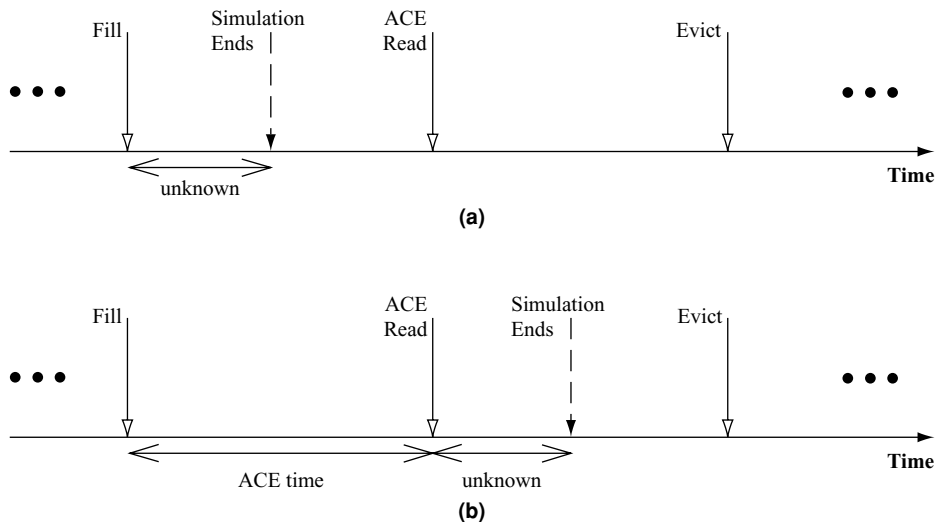 Fill
Simulation
Ends
ACE
Read
Evict
unknown
Time
(a)
Fill
ACE
Read
Simulation
Ends
Evict
ACE time
unknown
Time
(b)